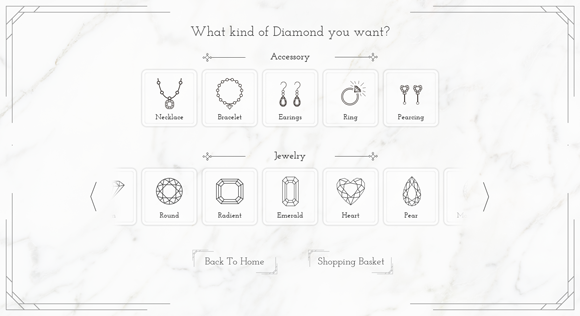 What kind of Diamond you want?
Accessory
Necklace
Bracelet
Earings
Ring
Pearcing
Jewelry
Round
Radient
Emerald
Heart
Pear
Back To Home
Shopping Basket